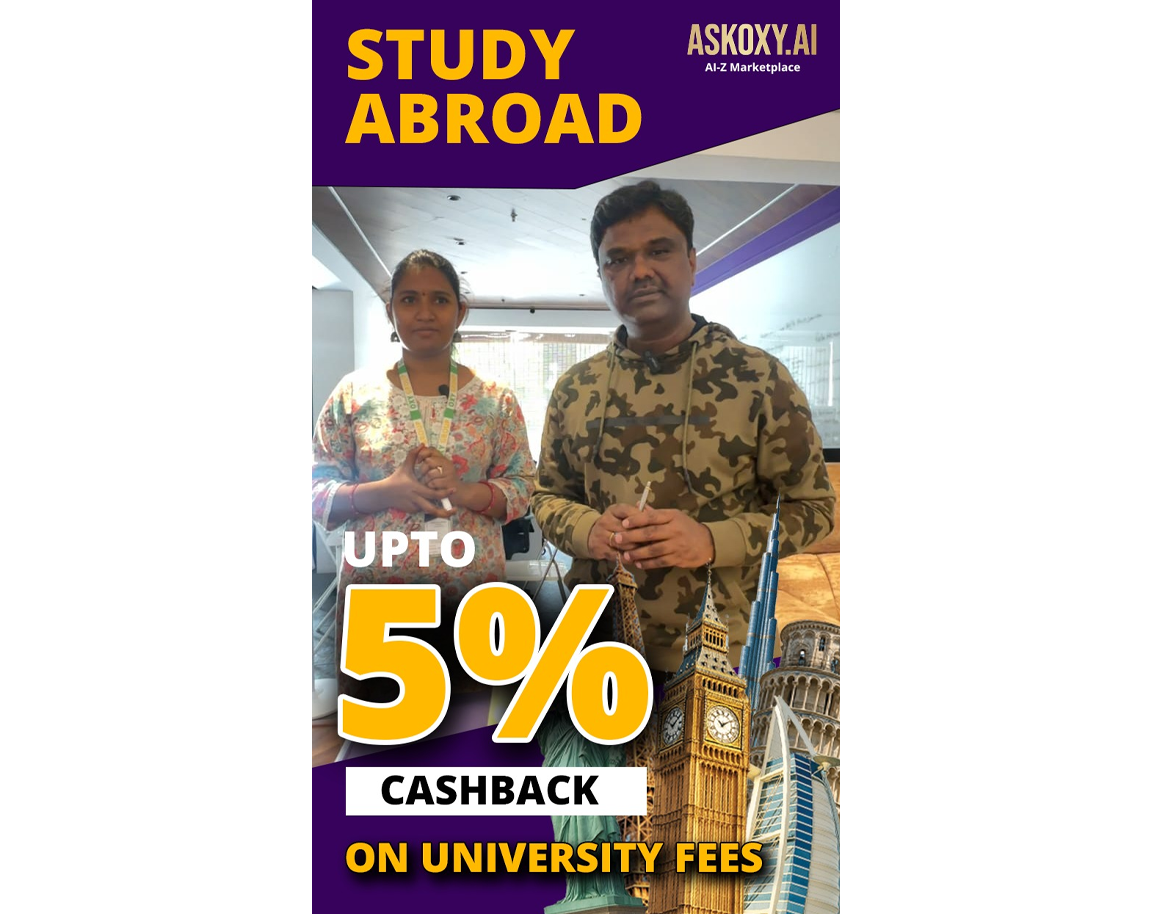 STUDY
ABROAD
ASKOXY.AI
AI-Z Marketplace
UPTO
5%
CASHBACK
ON UNIVERSITY FEES